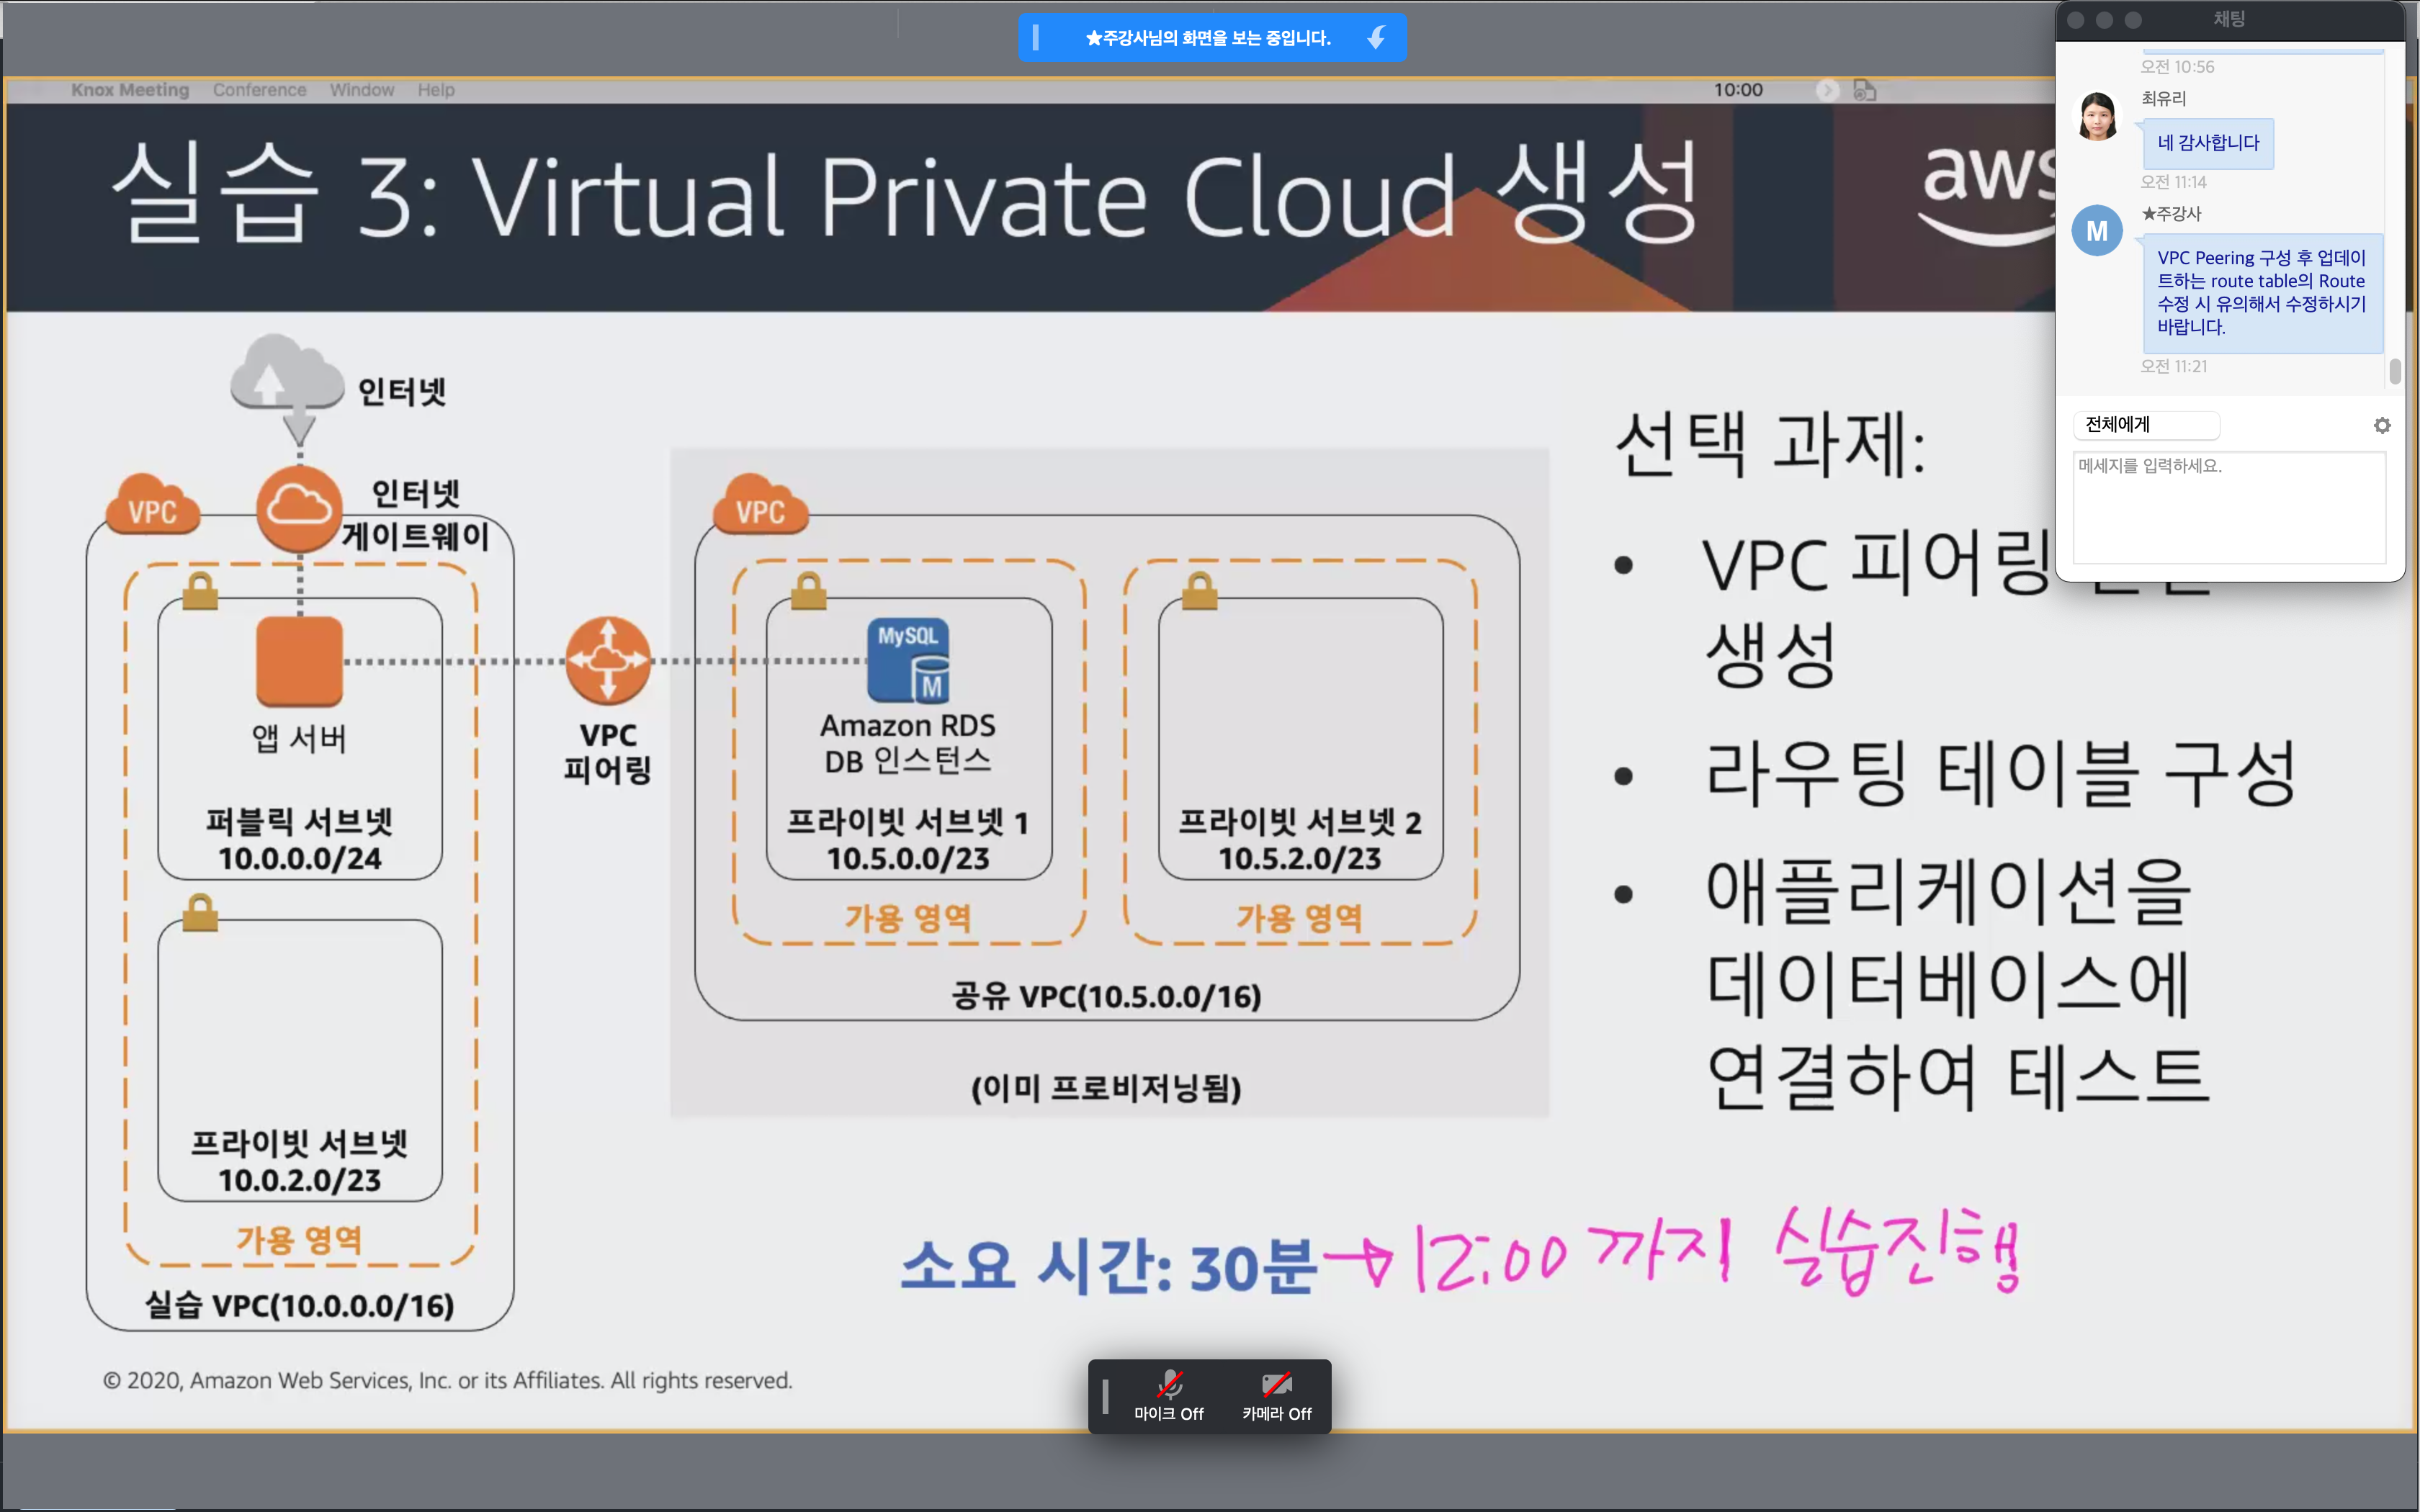 ★주강사님의 화면을 보는 중입니다.
Knox Meeting Conference Window Help
10:00
실습 3: Virtual Private Cloud 생성
aws
인터넷
VPC
인터넷
게이트웨이
앱 서버
퍼블릭 서브넷
10.0.0.0/24
프라이빗 서브넷
10.0.2.0/23
가용 영역
실습 VPC(10.0.0.0/16)
VPC
피어링
VPC
MySQL
M
Amazon RDS
DB 인스턴스
프라이빗 서브넷 1
10.5.0.0/23
가용 영역
프라이빗 서브넷 2
10.5.2.0/23
가용 영역
공유 VPC(10.5.0.0/16)
(이미 프로비저닝됨)
선택 과제:
• VPC 피어링
생성
• 라우팅 테이블 구성
• 애플리케이션을
데이터베이스에
연결하여 테스트
소요 시간: 30분 → 12:00 까지 실습진행
© 2020, Amazon Web Services, Inc. or its Affiliates. All rights reserved.
마이크 Off
카메라 Off
채팅
오전 10:56
최유리
네 감사합니다
오전 11:14
★주강사
M
VPC Peering 구성 후 업데이
트하는 route table의 Route
수정 시 유의해서 수정하시기
바랍니다.
오전 11:21
전체에게
메세지를 입력하세요.